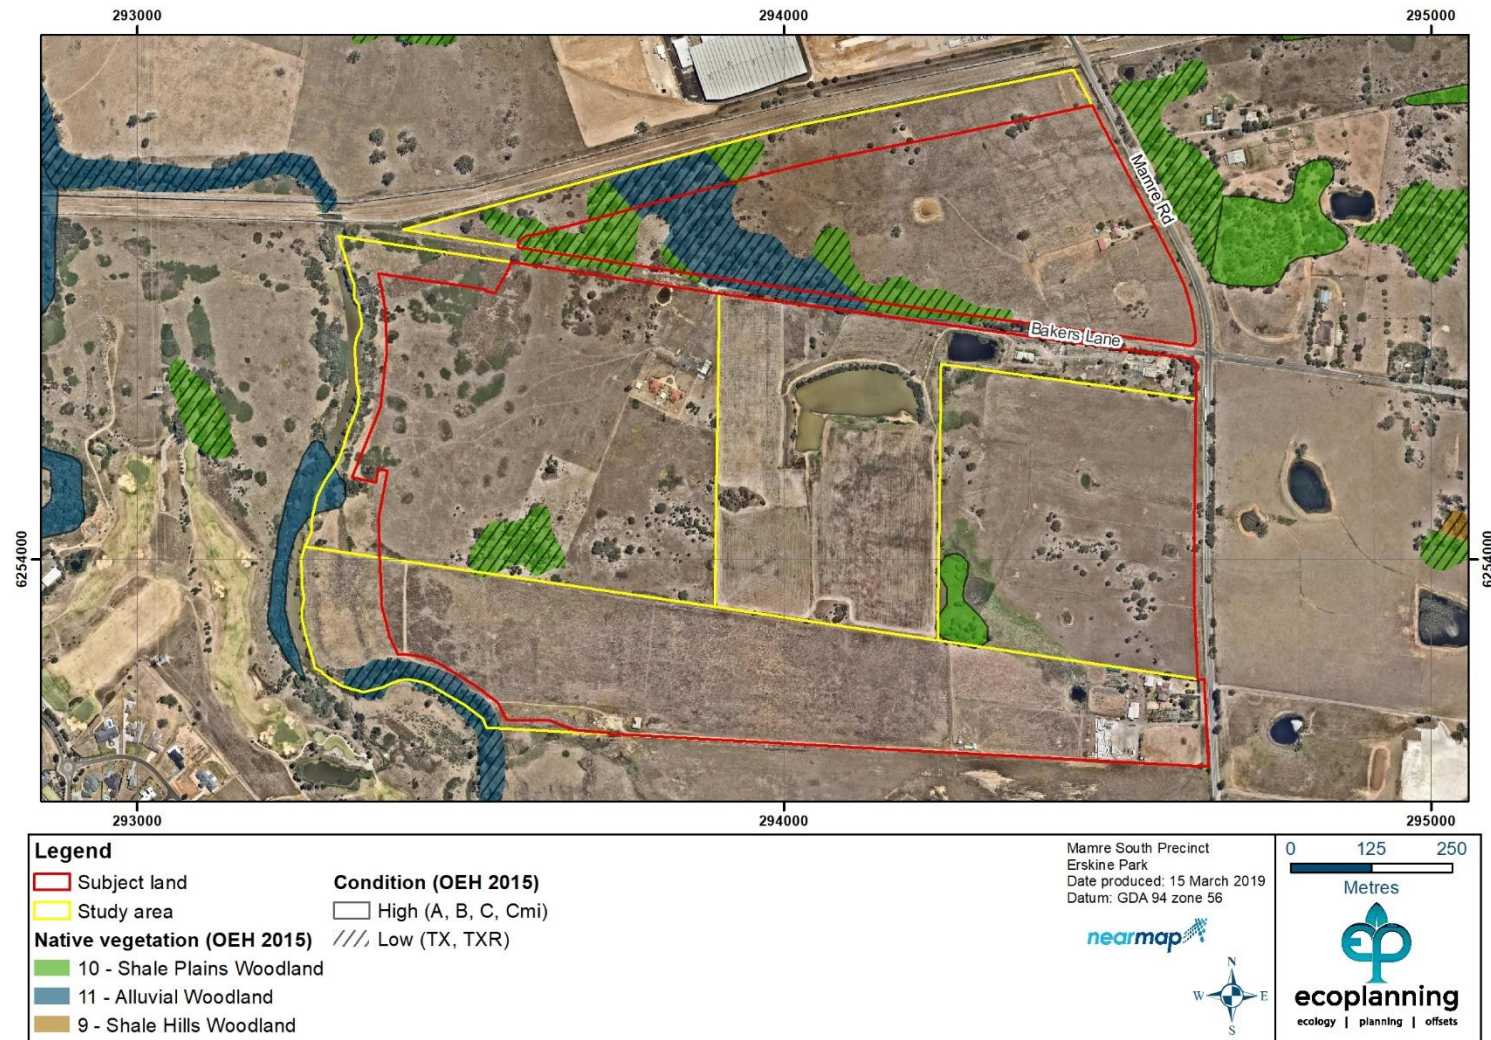 293000 294000 295000
Mamre Rd
Bakers Lane
6254000 6254000
293000 294000 295000
Legend
Subject land
Study area
Native vegetation (OEH 2015)
10 - Shale Plains Woodland
11 - Alluvial Woodland
9 - Shale Hills Woodland
Condition (OEH 2015)
High (A, B, C, Cmi)
Low (TX, TXR)
Mamre South Precinct
Erskine Park
Date produced: 15 March 2019
Datum: GDA 94 zone 56
nearmap
N
W E
S
0 125 250
Metres
ep
ecoplanning
ecology | planning | offsets